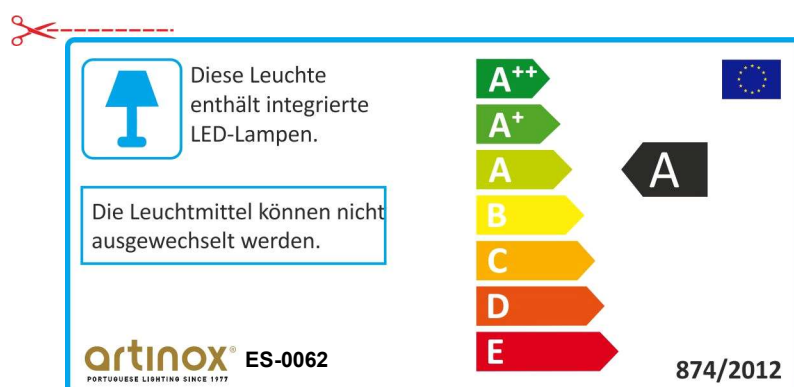 Diese Leuchte
enthält integrierte
LED-Lampen.
Die Leuchtmittel können nicht
ausgewechselt werden.
artinox® ES-0062
PORTUGUESE LIGHTING SINCE 1977
A++
A+
A
B
C
D
E
A
874/2012